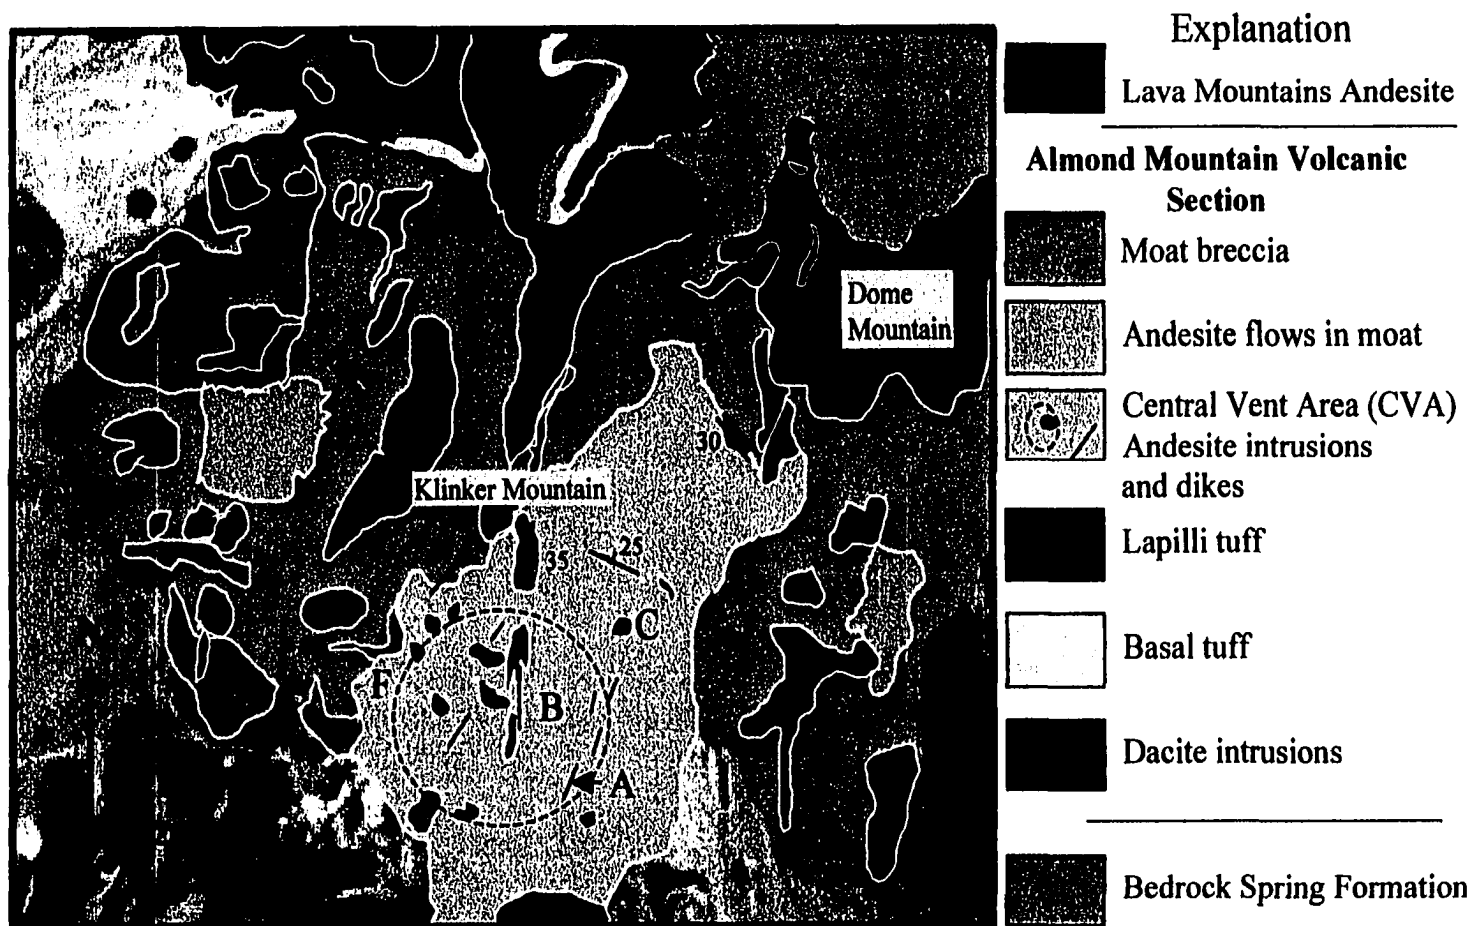 Explanation
Lava Mountains Andesite
Almond Mountain Volcanic
Section
Moat breccia
Andesite flows in moat
Central Vent Area (CVA)
Andesite intrusions
and dikes
Lapilli tuff
Basal tuff
Dacite intrusions
Bedrock Spring Formation
Dome
Mountain
30
Klinker Mountain
25
35
C
F
B
A